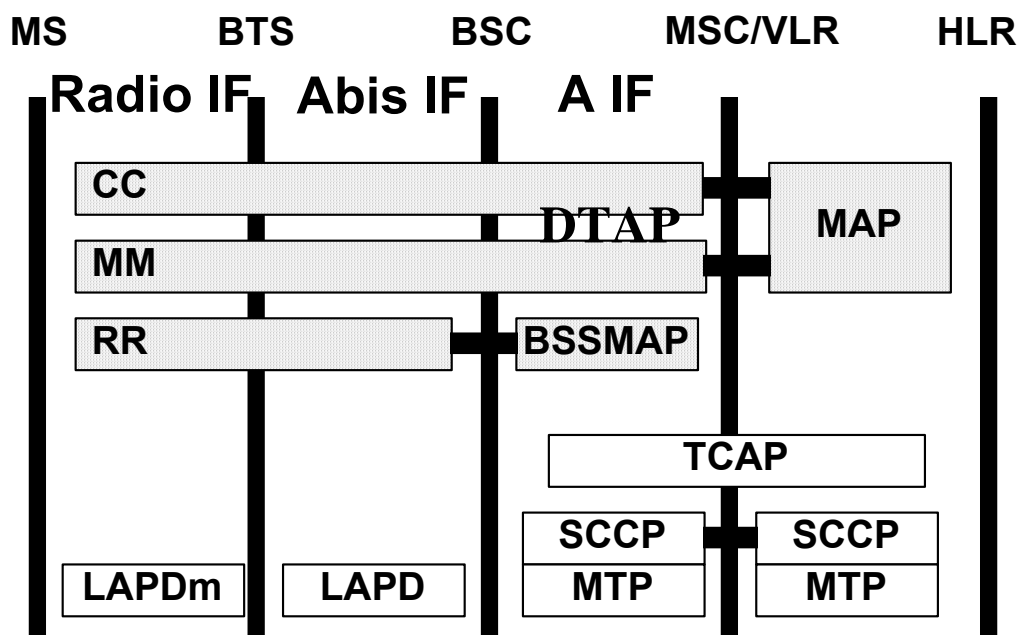 MS BTS BSC MSC/VLR HLR
Radio IF Abis IF A IF
CC
DTAP MAP
MM
RR BSSMAP
TCAP
SCCP SCCP
LAPDm LAPD MTP MTP